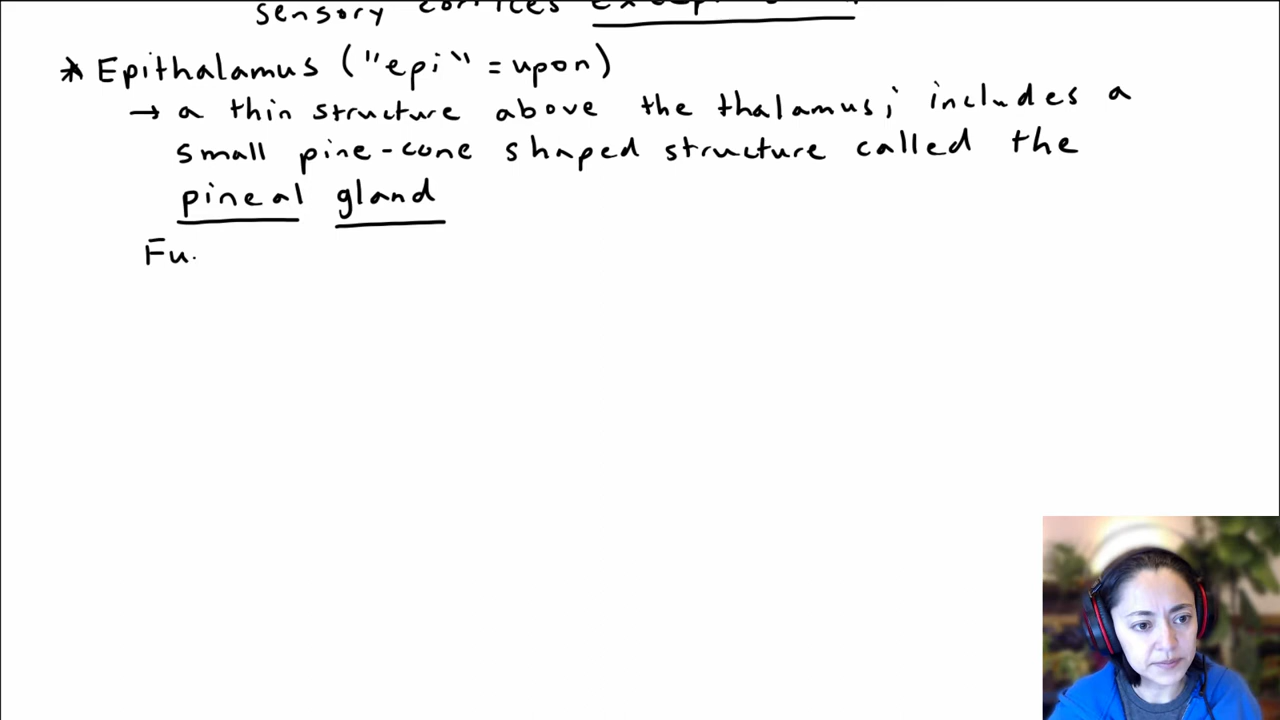 sensory cortices except
* Epithalamus ("epi" = upon)
→ a thin structure above the thalamus; includes a
small pine-cone shaped structure called the
pineal gland
Fu